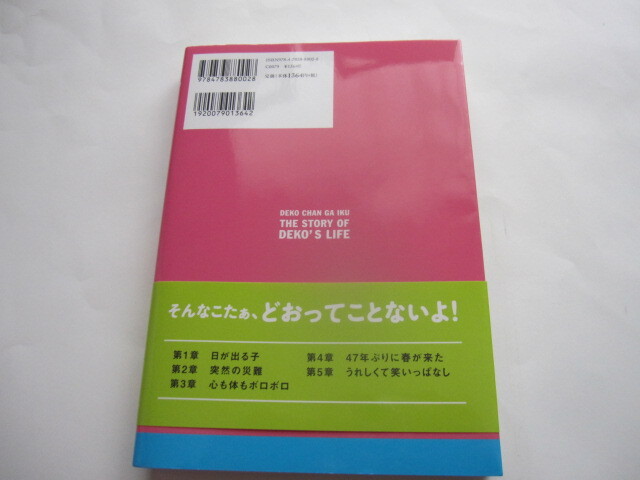 9784783880028
1920079013642
DEKO CHAN GA IKU
THE STORY OF
DEKO'S LIFE
そんなこたぁ、どおってことないよ!
第1章 日が出る子
第2章 突然の災難
第3章 心も体もボロボロ
第4章 47年ぶりに春が来た
第5章 うれしくて笑いっぱなし